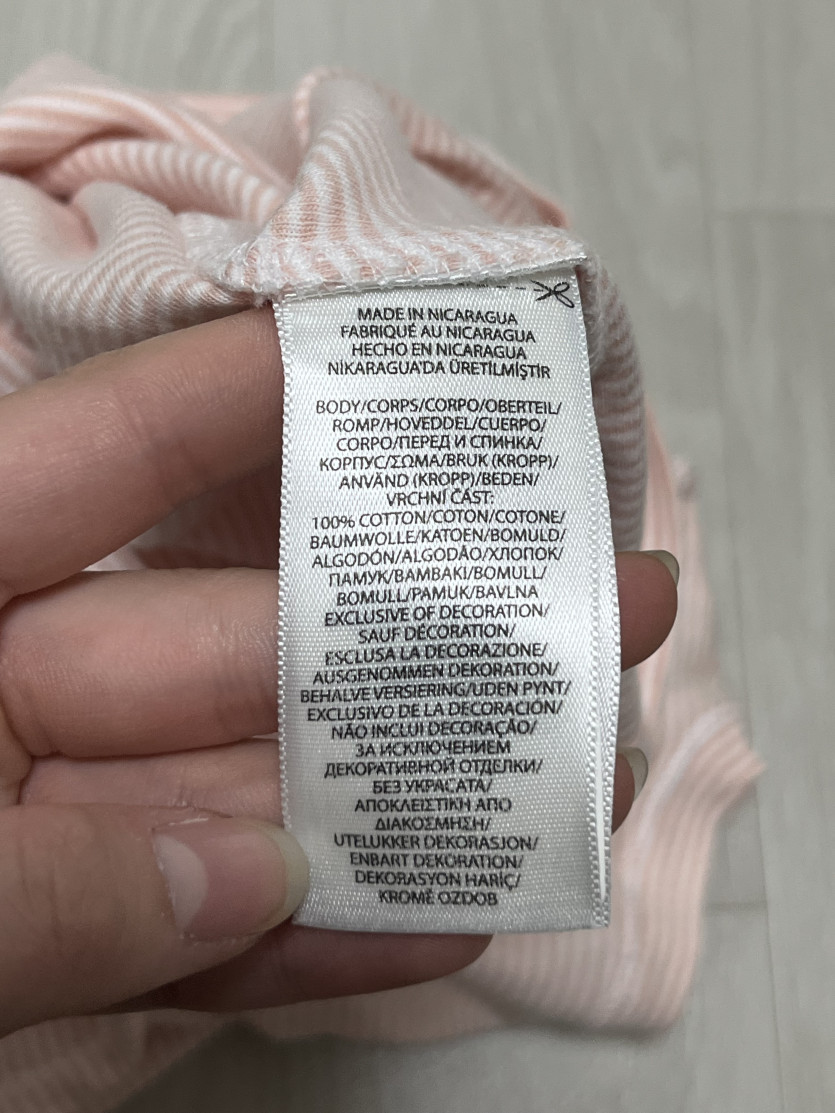 MADE IN NICARAGUA
FABRIQUÉ AU NICARAGUA
HECHO EN NICARAGUA
NİKARAGUA'DA ÜRETİLMİŞTİR
BODY/CORPS/CORPO/OBERTEIL/
ROMP/HOVEDDEL/CUERPO/
CORPO/ПЕРЕД И СПИНКА/
КОРПУС/ΣΩΜΑ/BRUK (KROPP)/
ANVÄND (KROPP)/BEDEN/
VRCHNÍ ČÁST:
100% COTTON/COTON/COTONE/
BAUMWOLLE/KATOEN/BOMULD/
ALGODÓN/ALGODÃO/ХЛОПОК/
ПАМУК/ΒΑΜΒΑΚΙ/BOMULL/
BOMULL/PAMUK/BAVLNA
EXCLUSIVE OF DECORATION/
SAUF DÉCORATION/
ESCLUSA LA DECORAZIONE/
AUSGENOMMEN DEKORATION/
BEHALVE VERSIERING/UDEN PYNT/
EXCLUSIVO DE LA DECORACIÓN/
NÃO INCLUI DECORAÇÃO/
ЗА ИСКЛЮЧЕНИЕМ
ДЕКОРАТИВНОЙ ОТДЕЛКИ/
БЕЗ УКРАСАТА/
ΑΠΟΚΛΕΙΣΤΙΚΗ ΑΠΟ
ΔΙΑΚΟΣΜΗΣΗ/
UTELUKKER DEKORASJON/
ENBART DEKORATION/
DEKORASYON HARİÇ/
KROMĚ OZDOB